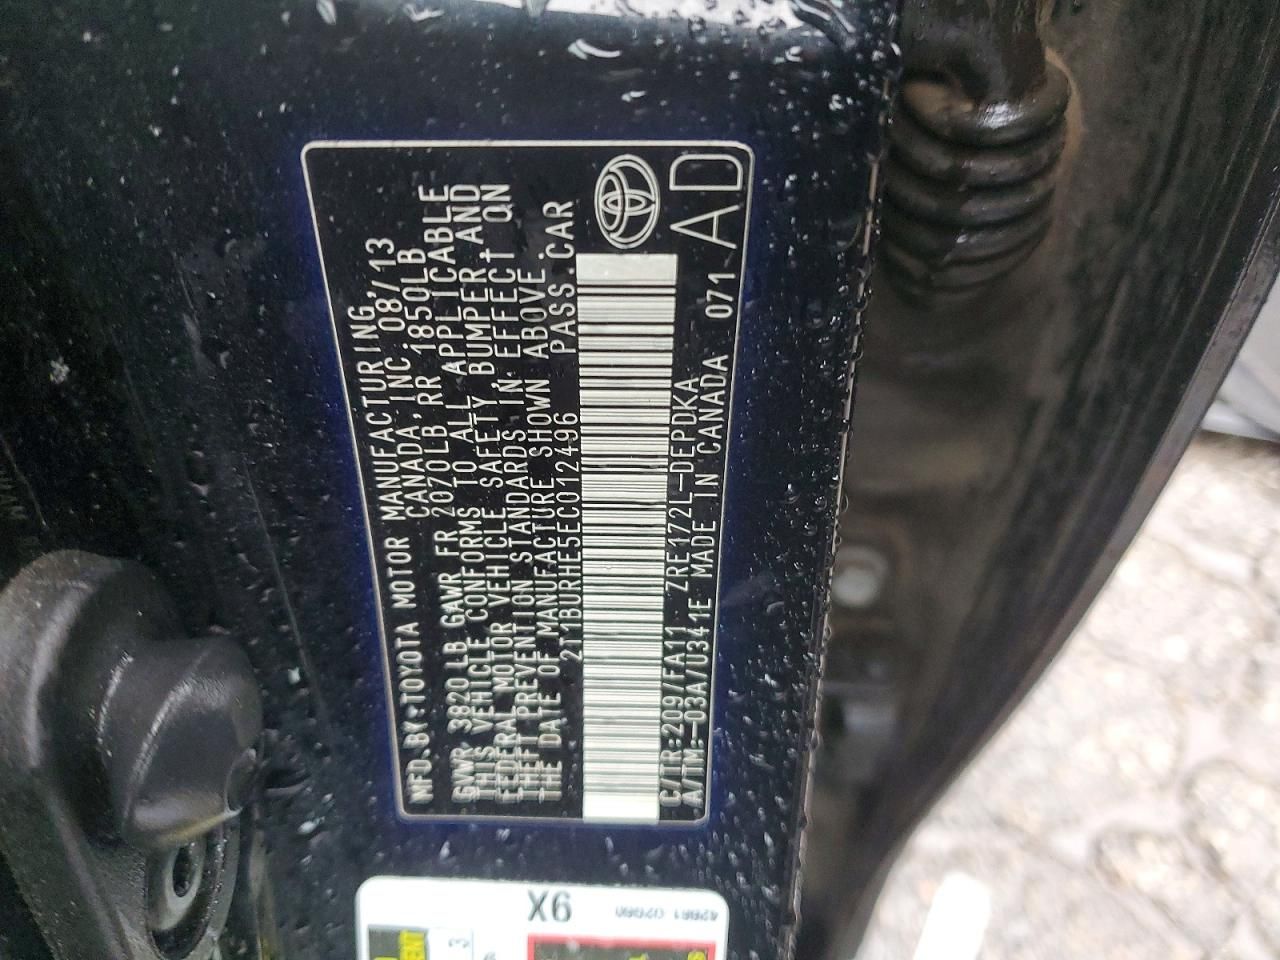 MFD. BY: TOYOTA MOTOR MANUFACTURING,
CANADA, INC. 08/13
GVWR 3820 LB GAWR FR 2070LB, RR 1850LB
THIS VEHICLE CONFORMS TO ALL APPLICABLE
FEDERAL MOTOR VEHICLE SAFETY, BUMPER, AND
THEFT PREVENTION STANDARDS IN EFFECT ON
THE DATE OF MANUFACTURE SHOWN ABOVE.
2T1BURHE5EC012496 PASS. CAR
C/TR:209/FA11 ZRE172L-DEPDKA
A/TM:-03A/U341E MADE IN CANADA 071
AD
X6
3